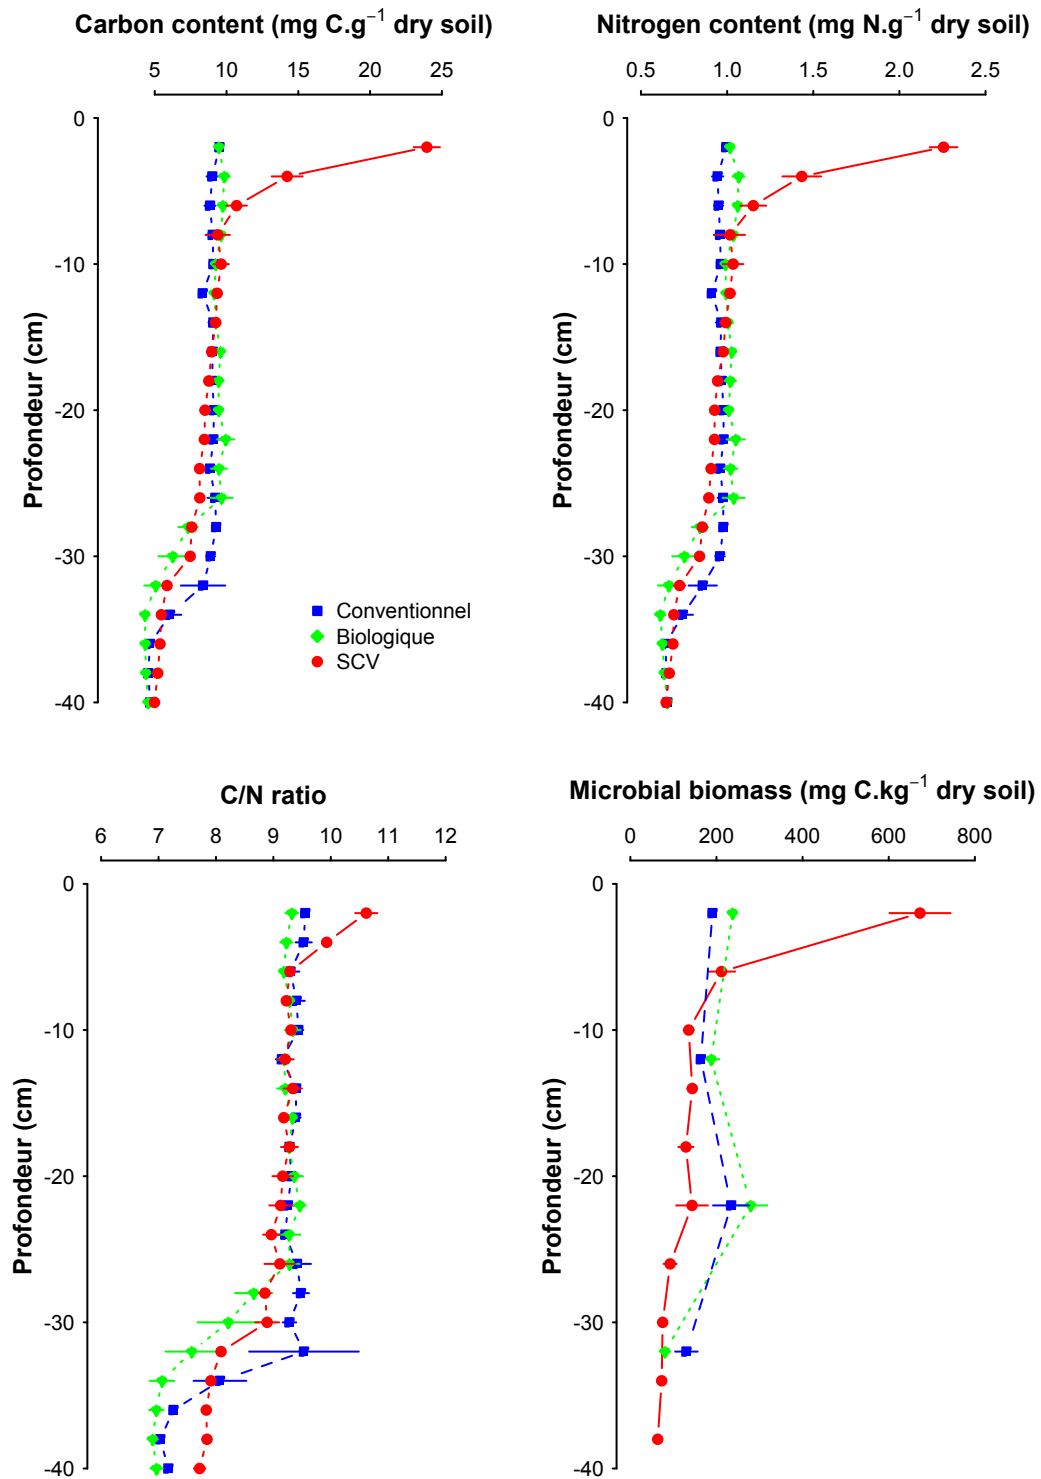 Carbon content (mg C.g⁻¹ dry soil)
5 10 15 20 25
0
-10
-20
-30
-40
Profondeur (cm)
Conventionnel
Biologique
SCV
Nitrogen content (mg N.g⁻¹ dry soil)
0.5 1.0 1.5 2.0 2.5
0
-10
-20
-30
-40
Profondeur (cm)
C/N ratio
6 7 8 9 10 11 12
0
-10
-20
-30
-40
Profondeur (cm)
Microbial biomass (mg C.kg⁻¹ dry soil)
0 200 400 600 800
0
-10
-20
-30
-40
Profondeur (cm)